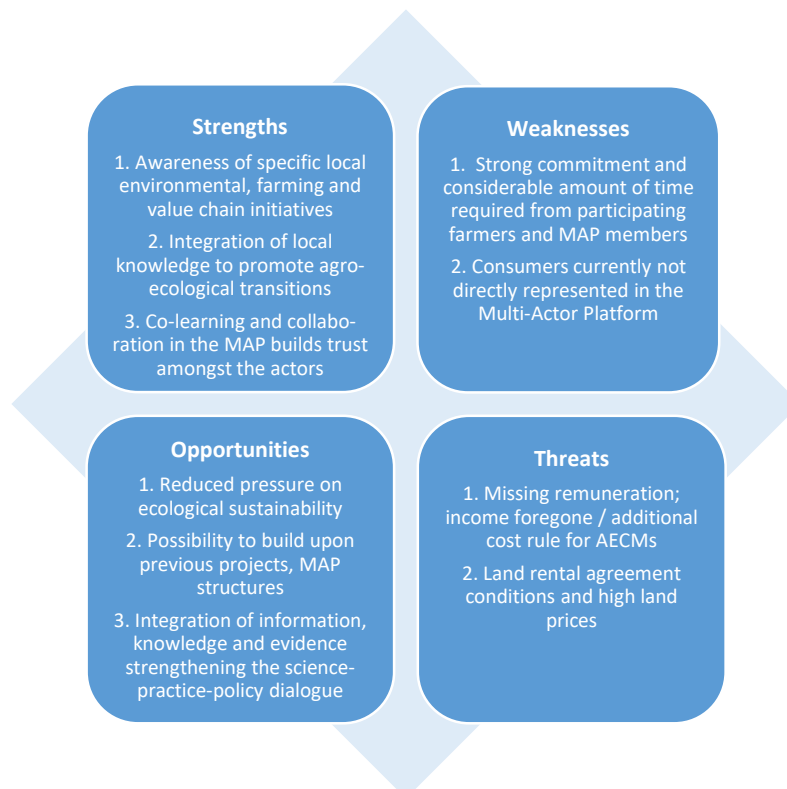 Strengths
1. Awareness of specific local
environmental, farming and
value chain initiatives
2. Integration of local
knowledge to promote agro-
ecological transitions
3. Co-learning and collabo-
ration in the MAP builds trust
amongst the actors
Weaknesses
1. Strong commitment and
considerable amount of time
required from participating
farmers and MAP members
2. Consumers currently not
directly represented in the
Multi-Actor Platform
Opportunities
1. Reduced pressure on
ecological sustainability
2. Possibility to build upon
previous projects, MAP
structures
3. Integration of information,
knowledge and evidence
strengthening the science-
practice-policy dialogue
Threats
1. Missing remuneration;
income foregone / additional
cost rule for AECMs
2. Land rental agreement
conditions and high land
prices